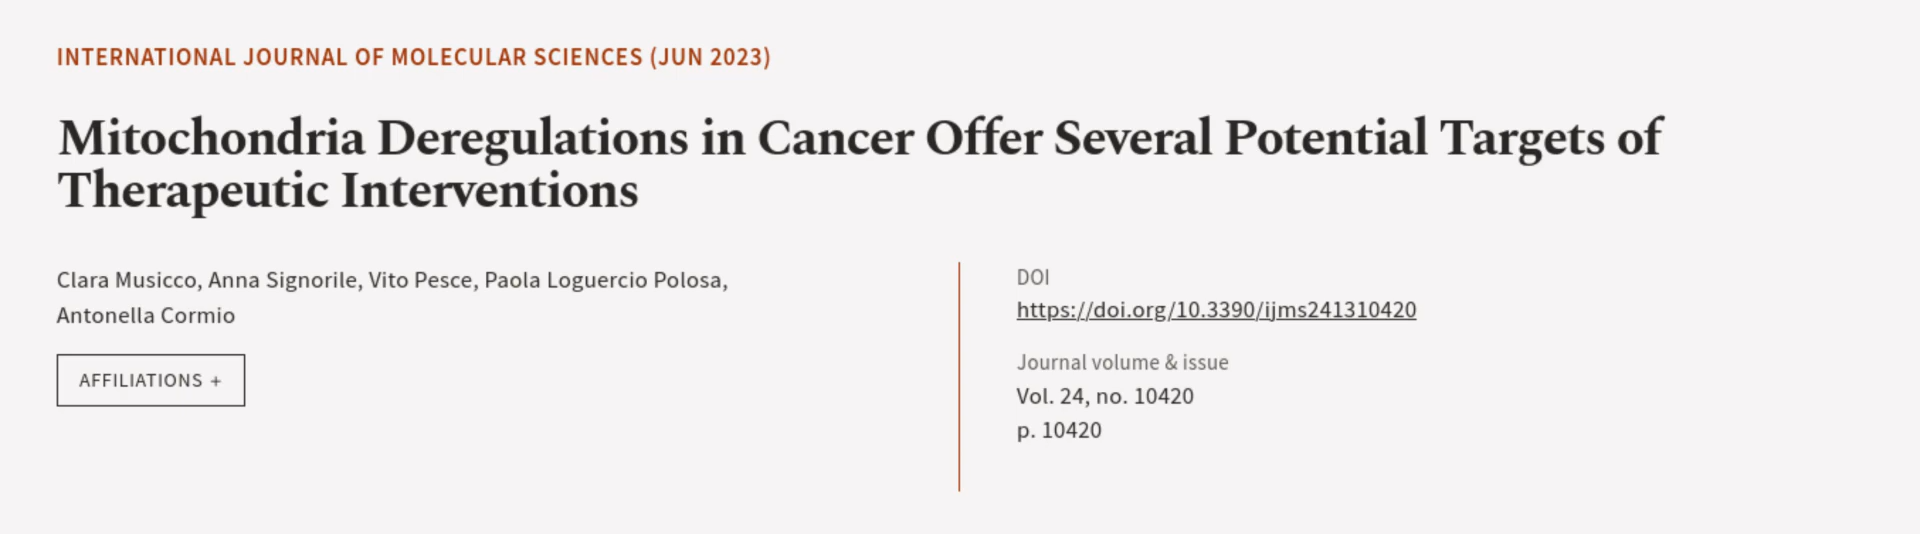 INTERNATIONAL JOURNAL OF MOLECULAR SCIENCES (JUN 2023)
Mitochondria Deregulations in Cancer Offer Several Potential Targets of
Therapeutic Interventions
Clara Musicco, Anna Signorile, Vito Pesce, Paola Loguercio Polosa,
Antonella Cormio
AFFILIATIONS +
DOI
https://doi.org/10.3390/ijms241310420
Journal volume & issue
Vol. 24, no. 10420
p. 10420